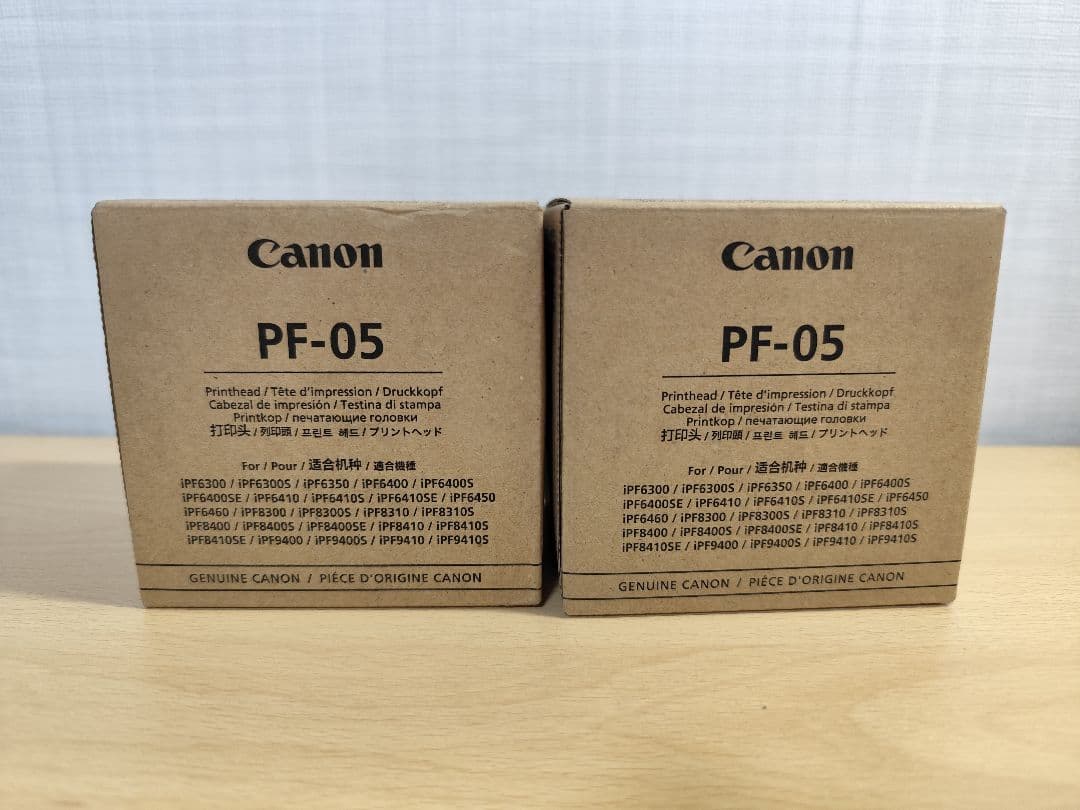 Canon
PF-05
Printhead / Tête d'impression / Druckkopf
Cabezal de impresión / Testina di stampa
Printkop / печатающие головки
打印头 / 列印頭 / 프린트 헤드 / プリントヘッド
For / Pour / 适合机种 / 適合機種
iPF6300 / iPF6300S / iPF6350 / iPF6400 / iPF6400S
iPF6400SE / iPF6410 / iPF6410S / iPF6410SE / iPF6450
iPF6460 / iPF8300 / iPF8300S / iPF8310 / iPF8310S
iPF8400 / iPF8400S / iPF8400SE / iPF8410 / iPF8410S
iPF8410SE / iPF9400 / iPF9400S / iPF9410 / iPF9410S
GENUINE CANON / PIÈCE D'ORIGINE CANON
Canon
PF-05
Printhead / Tête d'impression / Druckkopf
Cabezal de impresión / Testina di stampa
Printkop / печатающие головки
打印头 / 列印頭 / 프린트 헤드 / プリントヘッド
For / Pour / 适合机种 / 適合機種
iPF6300 / iPF6300S / iPF6350 / iPF6400 / iPF6400S
iPF6400SE / iPF6410 / iPF6410S / iPF6410SE / iPF6450
iPF6460 / iPF8300 / iPF8300S / iPF8310 / iPF8310S
iPF8400 / iPF8400S / iPF8400SE / iPF8410 / iPF8410S
iPF8410SE / iPF9400 / iPF9400S / iPF9410 / iPF9410S
GENUINE CANON / PIÈCE D'ORIGINE CANON